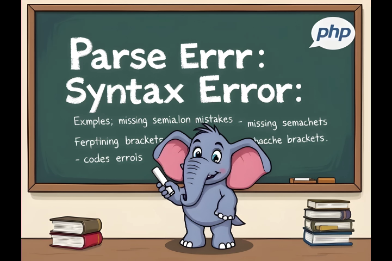 php
Parse Errr:
Syntax Error:
Exmples; missing semialon mistakes - missing semachets
Ferptining brackets bacche brackets.
- codes errois